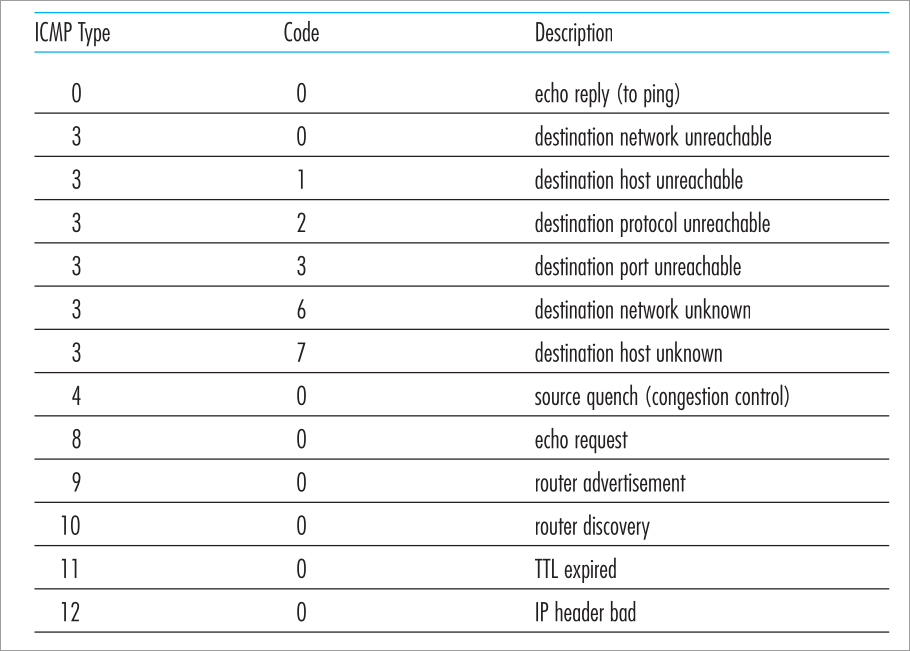 ICMP Type Code Description
0 0 echo reply (to ping)
3 0 destination network unreachable
3 1 destination host unreachable
3 2 destination protocol unreachable
3 3 destination port unreachable
3 6 destination network unknown
3 7 destination host unknown
4 0 source quench (congestion control)
8 0 echo request
9 0 router advertisement
10 0 router discovery
11 0 TTL expired
12 0 IP header bad